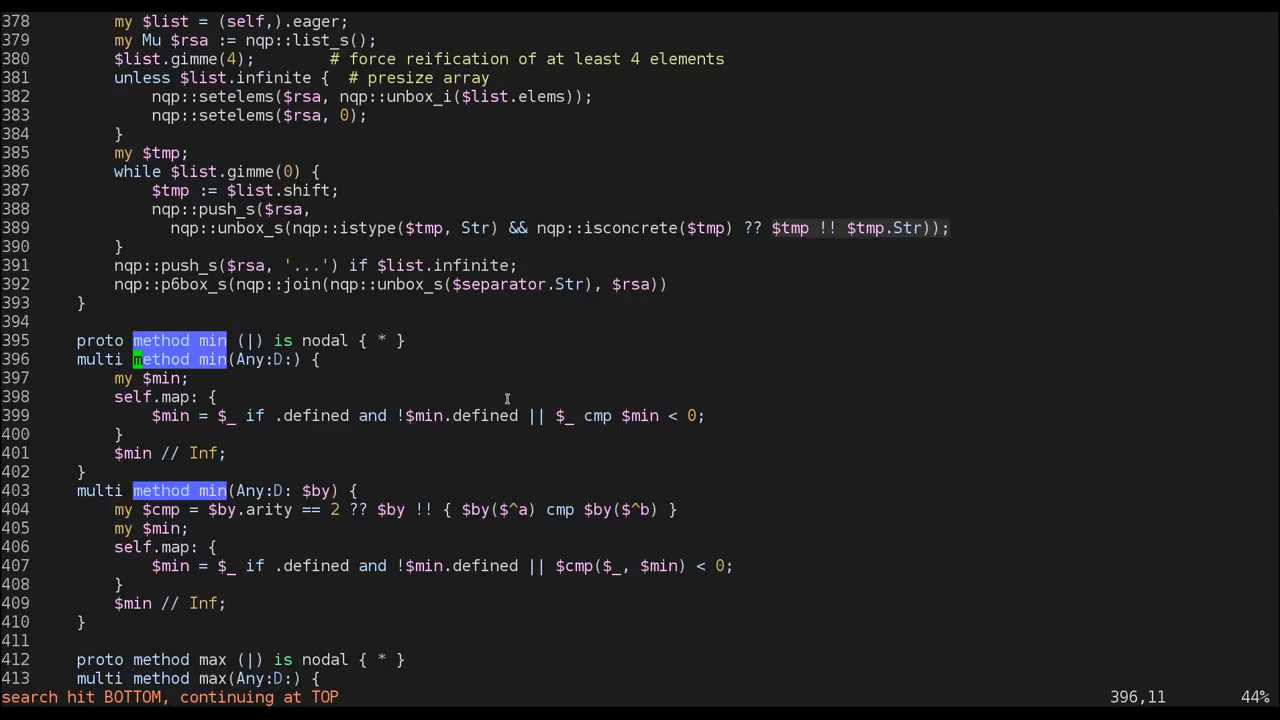 378         my $list = (self,).eager;
379         my Mu $rsa := nqp::list_s();
380         $list.gimme(4);        # force reification of at least 4 elements
381         unless $list.infinite {  # presize array
382             nqp::setelems($rsa, nqp::unbox_i($list.elems));
383             nqp::setelems($rsa, 0);
384         }
385         my $tmp;
386         while $list.gimme(0) {
387             $tmp := $list.shift;
388             nqp::push_s($rsa,
389               nqp::unbox_s(nqp::istype($tmp, Str) && nqp::isconcrete($tmp) ?? $tmp !! $tmp.Str));
390         }
391         nqp::push_s($rsa, '...') if $list.infinite;
392         nqp::p6box_s(nqp::join(nqp::unbox_s($separator.Str), $rsa))
393     }
394
395     proto method min (|) is nodal { * }
396     multi method min(Any:D:) {
397         my $min;
398         self.map: {
399             $min = $_ if .defined and !$min.defined || $_ cmp $min < 0;
400         }
401         $min // Inf;
402     }
403     multi method min(Any:D: $by) {
404         my $cmp = $by.arity == 2 ?? $by !! { $by($^a) cmp $by($^b) }
405         my $min;
406         self.map: {
407             $min = $_ if .defined and !$min.defined || $cmp($_, $min) < 0;
408         }
409         $min // Inf;
410     }
411
412     proto method max (|) is nodal { * }
413     multi method max(Any:D:) {
search hit BOTTOM, continuing at TOP 396,11 44%